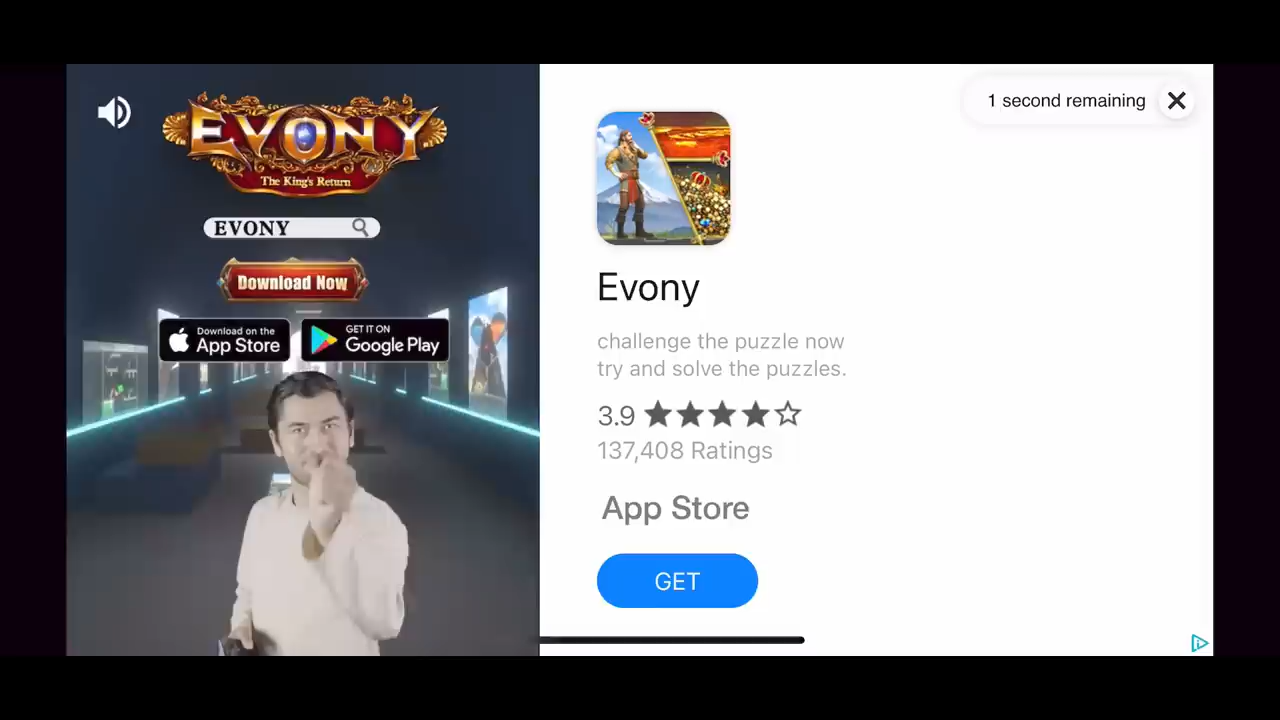 EVONY
The King's Return
EVONY
Download Now
Download on the
App Store
GET IT ON
Google Play
1 second remaining
Evony
challenge the puzzle now
try and solve the puzzles.
3.9
137,408 Ratings
App Store
GET